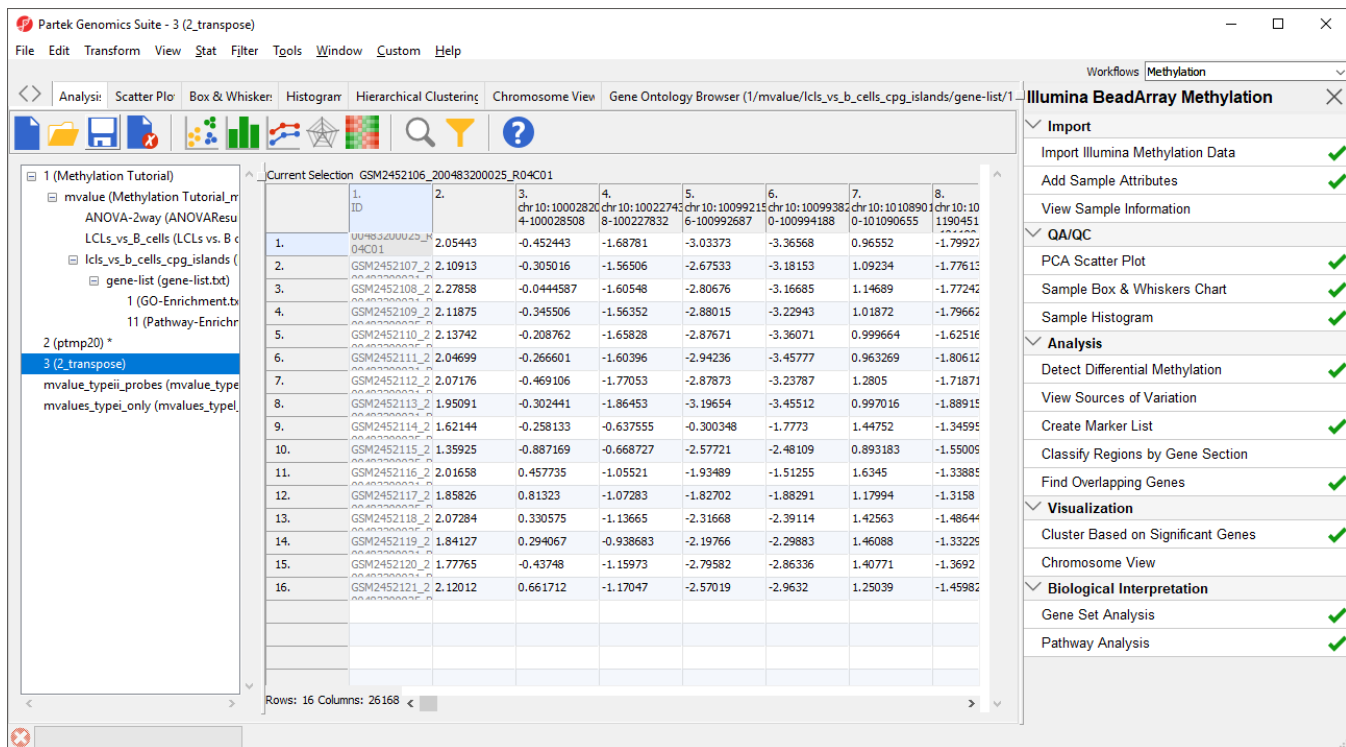 Partek Genomics Suite - 3 (2_transpose)
File Edit Transform View Stat Filter Tools Window Custom Help
Workflows Methylation
Analysi: Scatter Plo Box & Whisker: Histogram Hierarchical Clustering Chromosome View Gene Ontology Browser (1/mvalue/lcls_vs_b_cells_cpg_islands/gene-list/1
Illumina BeadArray Methylation
Import
Import Illumina Methylation Data
Add Sample Attributes
View Sample Information
QA/QC
PCA Scatter Plot
Sample Box & Whiskers Chart
Sample Histogram
Analysis
Detect Differential Methylation
View Sources of Variation
Create Marker List
Classify Regions by Gene Section
Find Overlapping Genes
Visualization
Cluster Based on Significant Genes
Chromosome View
Biological Interpretation
Gene Set Analysis
Pathway Analysis
1 (Methylation Tutorial)
mvalue (Methylation Tutorial_m
ANOVA-2way (ANOVAResu
LCLs_vs_B_cells (LCLs vs. B c
lcls_vs_b_cells_cpg_islands (
gene-list (gene-list.txt)
1 (GO-Enrichment.tx
11 (Pathway-Enrichr
2 (ptmp20) *
3 (2_transpose)
mvalue_typeii_probes (mvalue_type
mvalues_typei_only (mvalues_typeI_
Current Selection GSM2452106_200483200025_R04C01
1. 2. 3. 4. 5. 6. 7. 8.
ID chr10:10002820 chr10:10022743 chr10:10099215 chr10:10099382 chr10:10108901 chr10:10
4-100028508 8-100227832 6-100992687 0-100994188 0-101090655 1190451
1. 00483200025_R 04C01 2.05443 -0.452443 -1.68781 -3.03373 -3.36568 0.96552 -1.79927
2. GSM2452107_2 2.10913 -0.305016 -1.56506 -2.67533 -3.18153 1.09234 -1.77613
3. GSM2452108_2 2.27858 -0.0444587 -1.60548 -2.80676 -3.16685 1.14689 -1.77242
4. GSM2452109_2 2.11875 -0.345506 -1.56352 -2.88015 -3.22943 1.01872 -1.79662
5. GSM2452110_2 2.13742 -0.208762 -1.65828 -2.87671 -3.36071 0.999664 -1.62516
6. GSM2452111_2 2.04699 -0.266601 -1.60396 -2.94236 -3.45777 0.963269 -1.80612
7. GSM2452112_2 2.07176 -0.469106 -1.77053 -2.87873 -3.23787 1.2805 -1.71871
8. GSM2452113_2 1.95091 -0.302441 -1.86453 -3.19654 -3.45512 0.997016 -1.88915
9. GSM2452114_2 1.62144 -0.258133 -0.637555 -0.300348 -1.7773 1.44752 -1.34595
10. GSM2452115_2 1.35925 -0.887169 -0.668727 -2.57721 -2.48109 0.893183 -1.55009
11. GSM2452116_2 2.01658 0.457735 -1.05521 -1.93489 -1.51255 1.6345 -1.33885
12. GSM2452117_2 1.85826 0.81323 -1.07283 -1.82702 -1.88291 1.17994 -1.3158
13. GSM2452118_2 2.07284 0.330575 -1.13665 -2.31668 -2.39114 1.42563 -1.48644
14. GSM2452119_2 1.84127 0.294067 -0.938683 -2.19766 -2.29883 1.46088 -1.33229
15. GSM2452120_2 1.77765 -0.43748 -1.15973 -2.79582 -2.86336 1.40771 -1.3692
16. GSM2452121_2 2.12012 0.661712 -1.17047 -2.57019 -2.9632 1.25039 -1.45982
Rows: 16 Columns: 26168